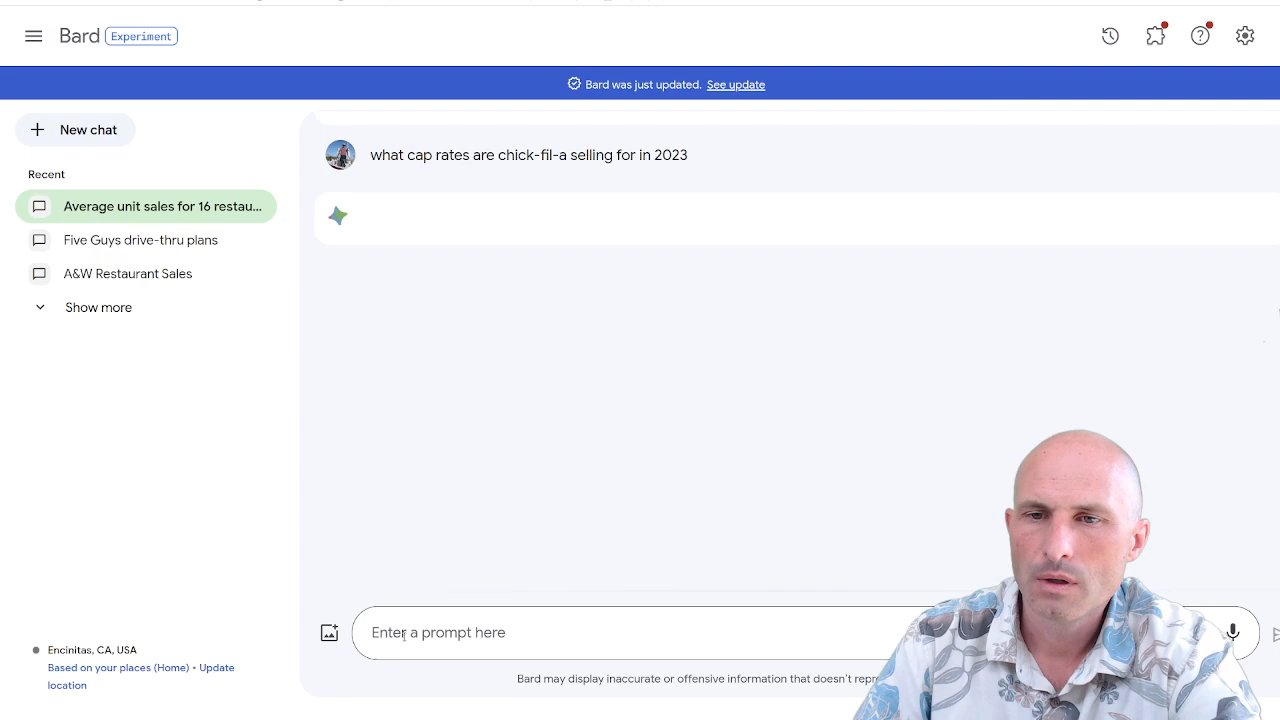 Bard Experiment
Bard was just updated. See update
New chat
Recent
Average unit sales for 16 restau...
Five Guys drive-thru plans
A&W Restaurant Sales
Show more
what cap rates are chick-fil-a selling for in 2023
Enter a prompt here
Encinitas, CA, USA
Based on your places (Home) • Update
location
Bard may display inaccurate or offensive information that doesn't